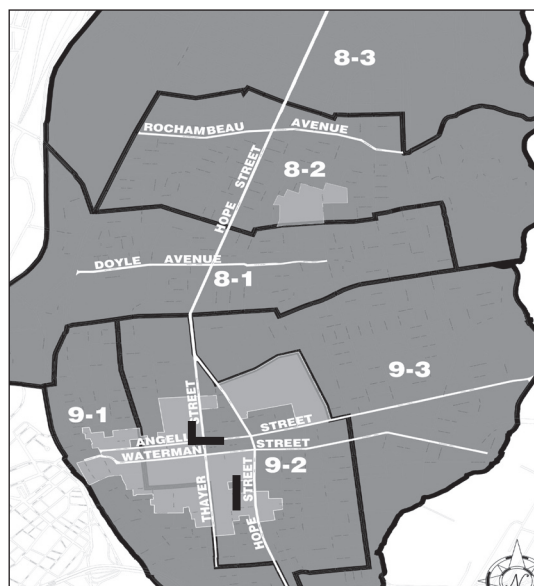 8-3
ROCHAMBEAU AVENUE
8-2
HOPE STREET
DOYLE AVENUE
8-1
9-3
9-1
STREET
ANGELL STREET
WATERMAN STREET
9-2
THAYER
HOPE STREET
N